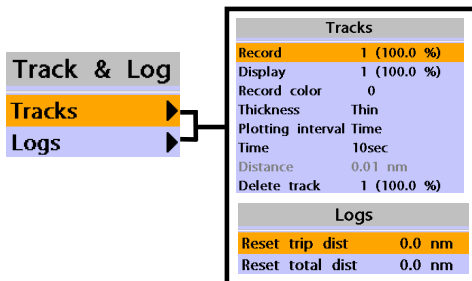 Track & Log
Tracks
Logs
Tracks
Record 1 (100.0 %)
Display 1 (100.0 %)
Record color 0
Thickness Thin
Plotting interval Time
Time 10sec
Distance 0.01 nm
Delete track 1 (100.0 %)
Logs
Reset trip dist 0.0 nm
Reset total dist 0.0 nm